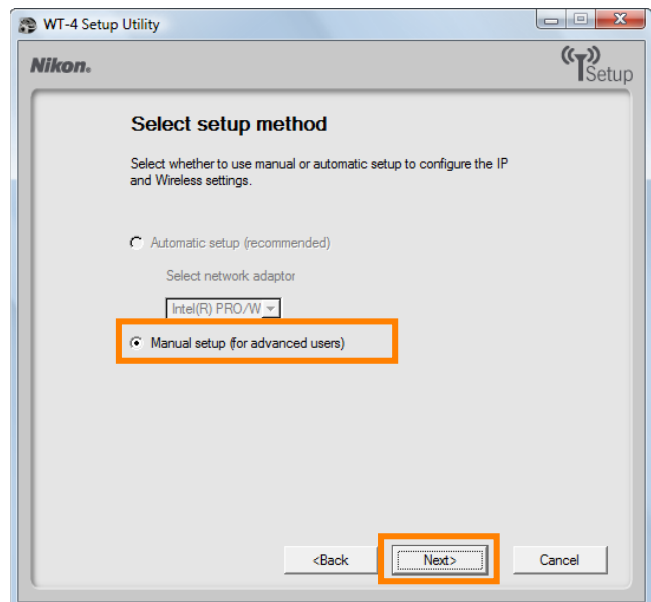 WT-4 Setup Utility
Nikon.
Setup
Select setup method
Select whether to use manual or automatic setup to configure the IP
and Wireless settings.
Automatic setup (recommended)
Select network adaptor
Intel(R) PRO/W
Manual setup (for advanced users)
<Back
Next>
Cancel